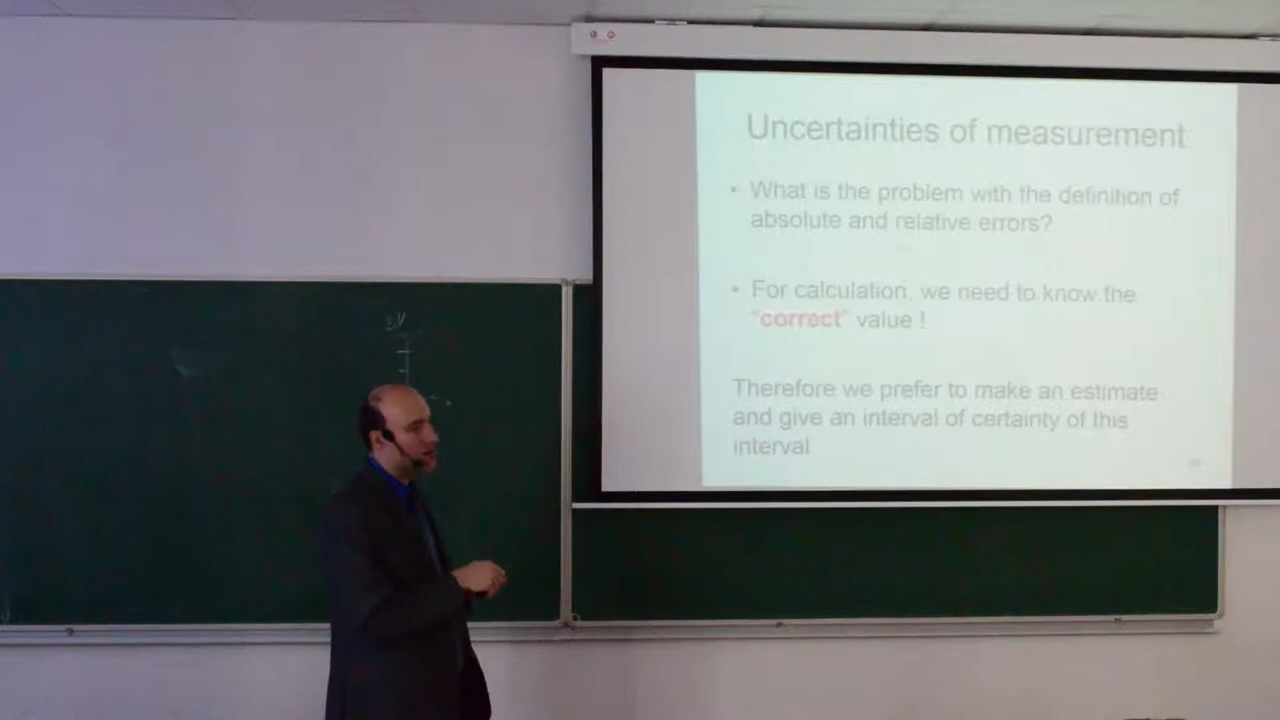 Uncertainties of measurement
• What is the problem with the definition of
absolute and relative errors?
• For calculation, we need to know the
"correct" value !
Therefore we prefer to make an estimate
and give an interval of certainty of this
interval